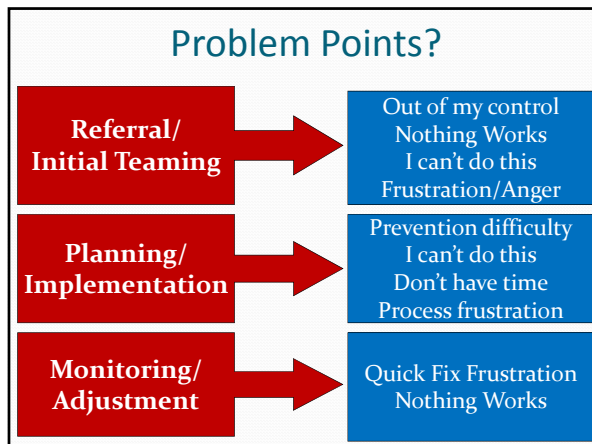 Problem Points?
Referral/
Initial Teaming
Out of my control
Nothing Works
I can't do this
Frustration/Anger
Planning/
Implementation
Prevention difficulty
I can't do this
Don't have time
Process frustration
Monitoring/
Adjustment
Quick Fix Frustration
Nothing Works